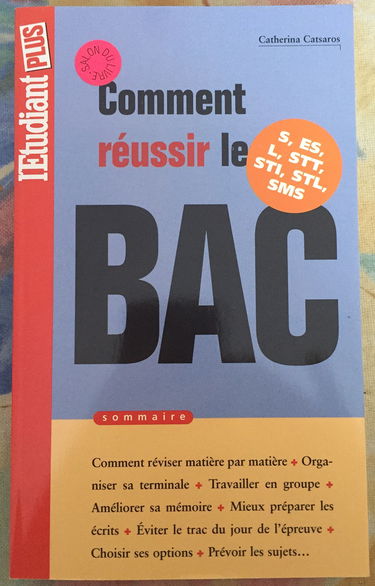 Catherina Catsaros
l'Etudiant PLUS
SALON DU LIVRE
Comment
réussir le
S, ES,
L, STT,
STI, STL,
SMS
BAC
sommaire
Comment réviser matière par matière + Orga-
niser sa terminale + Travailler en groupe +
Améliorer sa mémoire + Mieux préparer les
écrits + Éviter le trac du jour de l'épreuve +
Choisir ses options + Prévoir les sujets…